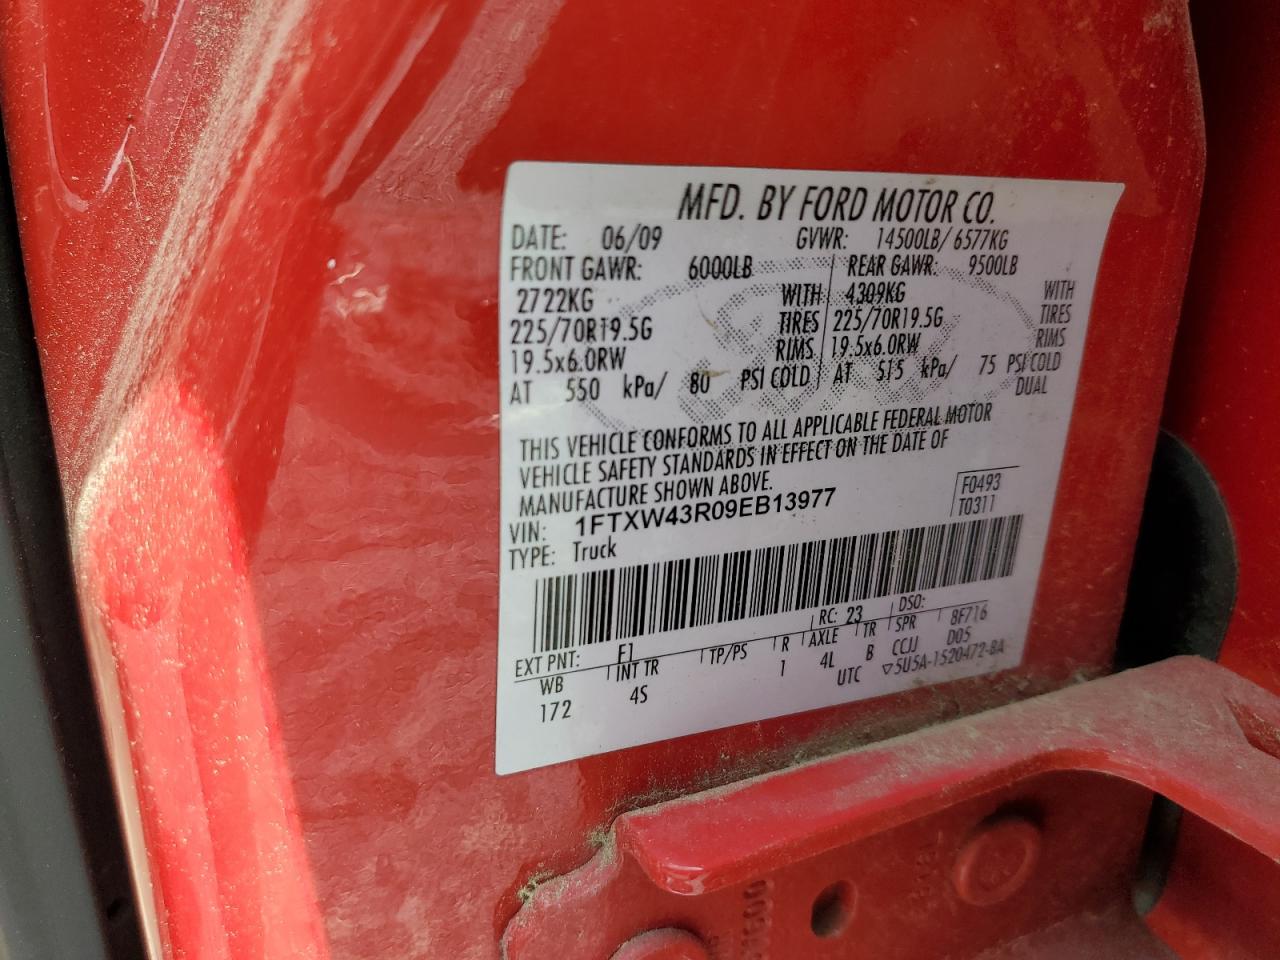 MFD. BY FORD MOTOR CO.
DATE: 06/09 GVWR: 14500LB/ 6577KG
FRONT GAWR: 6000LB REAR GAWR: 9500LB
2722KG WITH 4309KG WITH
225/70R19.5G TIRES 225/70R19.5G TIRES
19.5x6.0RW RIMS 19.5x6.0RW RIMS
AT 550 kPa/ 80 PSI COLD AT 515 kPa/ 75 PSI COLD
DUAL
THIS VEHICLE CONFORMS TO ALL APPLICABLE FEDERAL MOTOR
VEHICLE SAFETY STANDARDS IN EFFECT ON THE DATE OF
MANUFACTURE SHOWN ABOVE.
VIN: 1FTXW43R09EB13977 F0493
TYPE: Truck T0311
EXT PNT: F1 RC: 23 DSO:
WB INT TR TP/PS R AXLE TR SPR 8F716
172 4S 1 4L B CCJJ D05
UTC ▽5U5A-1520472-BA